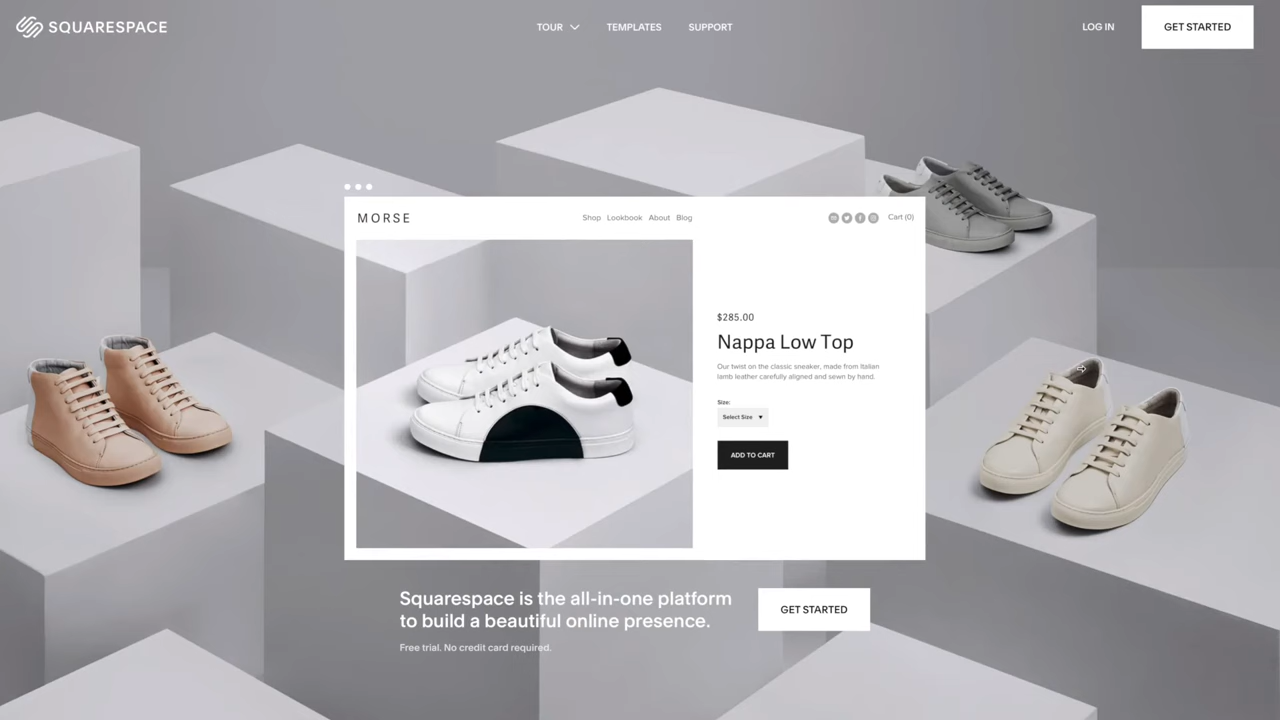 SQUARESPACE
TOUR
TEMPLATES
SUPPORT
LOG IN
GET STARTED
MORSE
Shop Lookbook About Blog
Cart (0)
$285.00
Nappa Low Top
Our twist on the classic sneaker, made from Italian
lamb leather carefully aligned and sewn by hand.
Size:
Select Size
ADD TO CART
Squarespace is the all-in-one platform
to build a beautiful online presence.
GET STARTED
Free trial. No credit card required.